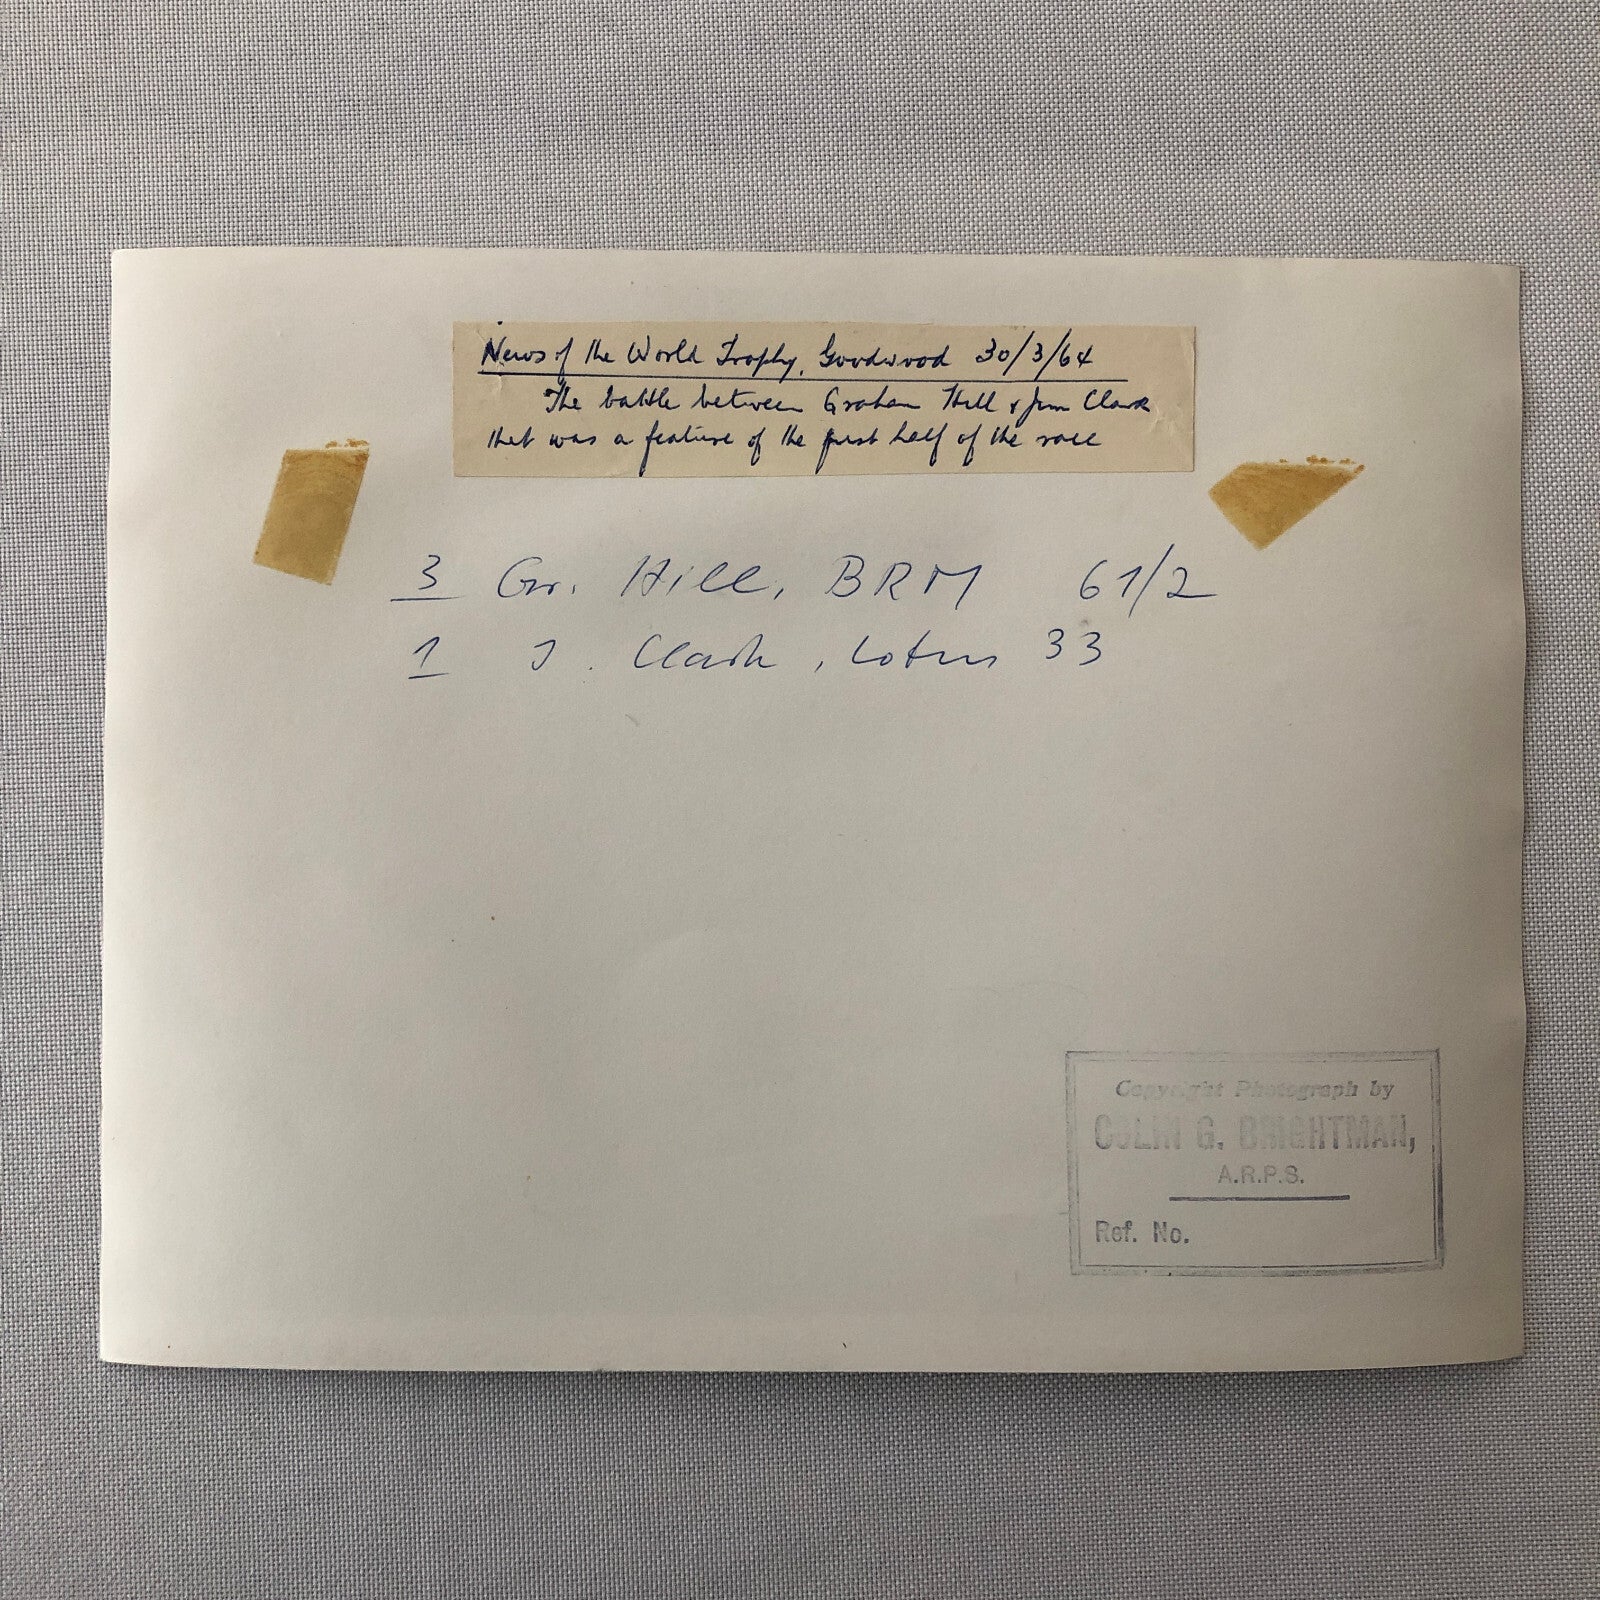 News of the World Trophy, Goodwood 30/3/64
The battle between Graham Hill & Jim Clark
that was a feature of the first half of the race
3 Gr. Hill, BRM 61/2
1 J. Clark, Lotus 33
Copyright Photograph by
COLIN G. BRIGHTMAN,
A.R.P.S.
Ref. No.